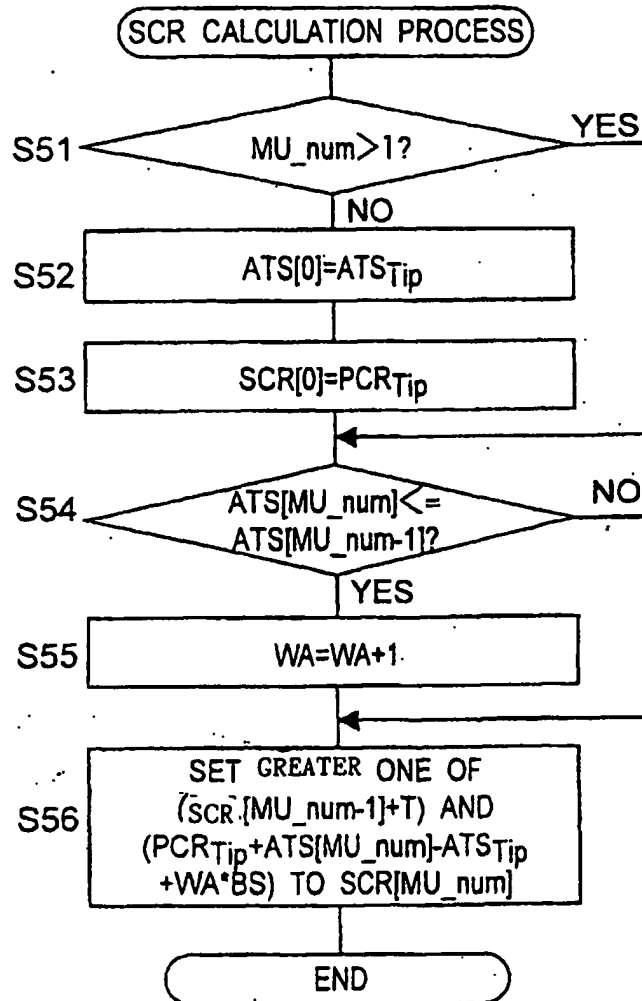 SCR CALCULATION PROCESS
S51
MU_num>1?
YES
NO
S52
ATS[0]=ATSTip
S53
SCR[0]=PCRTip
S54
ATS[MU_num]<=
ATS[MU_num-1]?
NO
YES
S55
WA=WA+1
S56
SET GREATER ONE OF
(SCR[MU_num-1]+T) AND
(PCRTip+ATS[MU_num]-ATSTip
+WA*BS) TO SCR[MU_num]
END